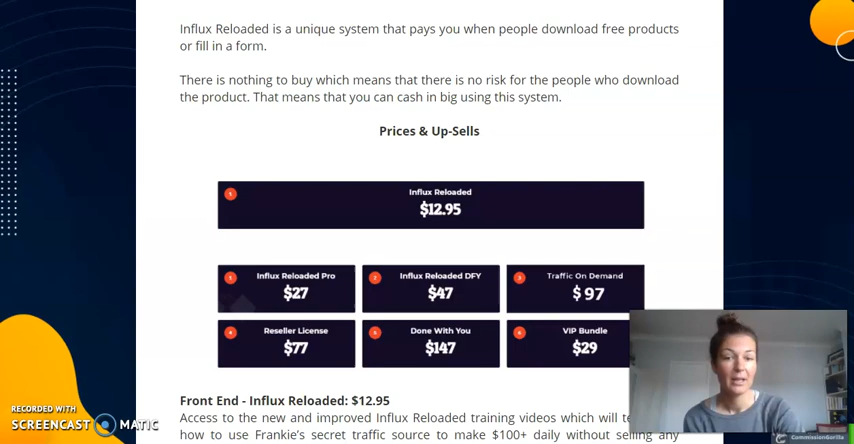 Influx Reloaded is a unique system that pays you when people download free products
or fill in a form.
There is nothing to buy which means that there is no risk for the people who download
the product. That means that you can cash in big using this system.
Prices & Up-Sells
1 Influx Reloaded
$12.95
1 Influx Reloaded Pro
$27
2 Influx Reloaded DFY
$47
3 Traffic On Demand
$97
4 Reseller License
$77
5 Done With You
$147
6 VIP Bundle
$29
Front End - Influx Reloaded: $12.95
Access to the new and improved Influx Reloaded training videos which will
how to use Frankie's secret traffic source to make $100+ daily without selling any
RECORDED WITH
SCREENCAST MATIC
CommissionGorilla